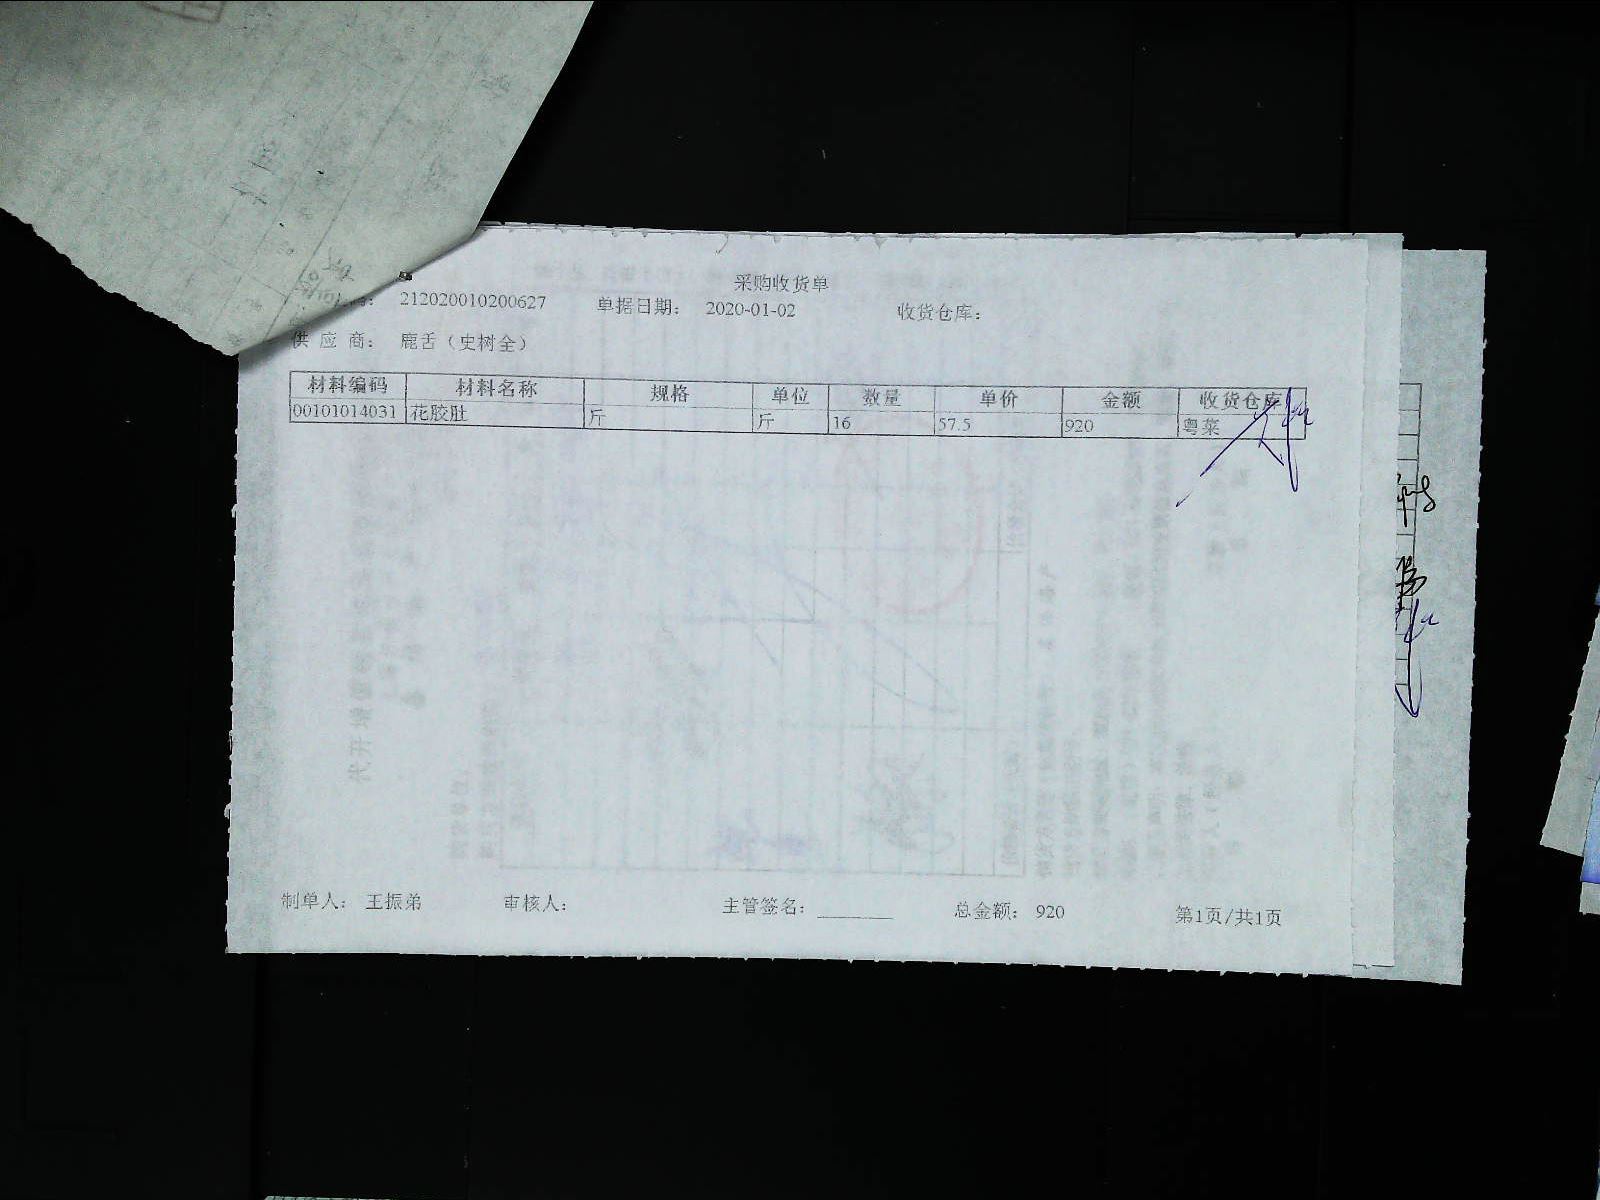 采购收货单
212020010200627 单据日期： 2020-01-02 收货仓库：
供 应 商： 鹿舌（史树全）
材料编码 材料名称 规格 单位 数量 单价 金额 收货仓库
00101014031 花胶肚 斤 斤 16 57.5 920 粤菜
制单人： 王振弟 审核人： 主管签名： ________ 总金额： 920 第1页/共1页